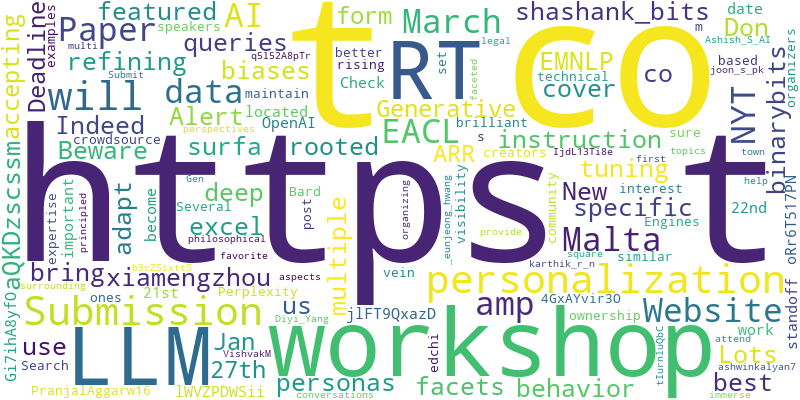 https
t
co
t
workshop
LLM
RT
personalization
Submission
Malta
Website
EACL
data
AI
will
March
Paper
featured
Deadline
accepting
refining
queries
biases
Alert
Generative
form
Check
located
OpenAI
maintain
better
rising
crowdsource
Indeed
Beware
surfa
rooted
speakers
examples
multi
q5l52A8pTr
Submit
perspectives
shashank_bits
EMNLP
cover
co
technical
legal
faceted
set
brilliant
instruction
ARR
creators
s
IjdL13Ti8e
tuning
New
specific
22nd
Engines
interest
similar
community
Don
date
m
Ashish_S_AI
joon_s_pk
based
organizers
NYT
binarybits
sure
topics
first
town
help
oRr6T517PN
standoff
aQKDzscssm
Gi7ihA8yfO
important
expertise
principled
adapt
deep
excel
become
Several
Gen
Bard
post
philosophical
favorite
organizing
_eunjeong_hwang
visibility
vein
provide
multiple
bring
xiamengzhou
b3cZSixttS
aspects
surrounding
ones
21st
Perplexity
us
amp
jlFT9QxazD
karthik_r_n
square
4GxAYvir3O
ownership
work
Lots
attend
use
Jan
27th
Diyi_Yang
VishvakM
Search
PranjalAggarw16
lWVZPDWSii
personas
conversations
facets
edchi
behavior
tIurnluQbC
best
ashwinkalyan7
immerse